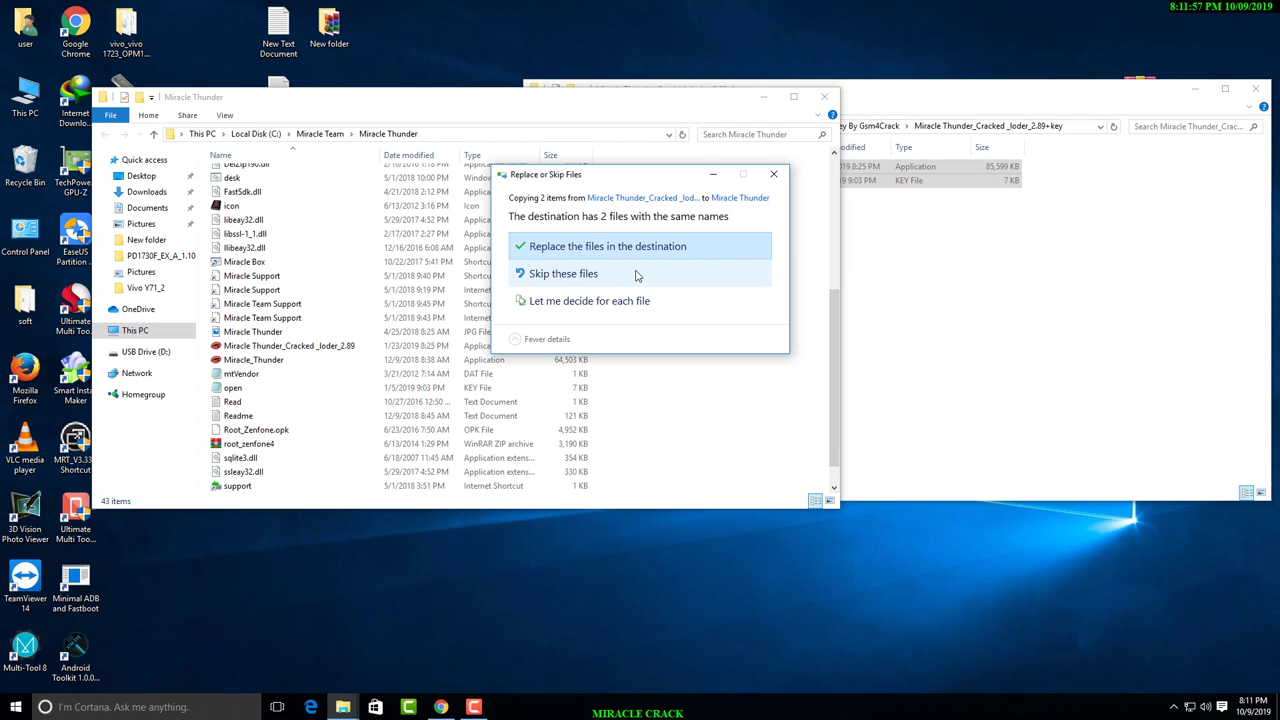 8:11:57 PM 10/09/2019
user
Google
Chrome
vivo_vivo
1723_OPM1...
New Text
Document
New folder
This PC
Internet
Downlo...
Recycle Bin
TechPowe...
GPU-Z
Control Panel
EaseUS
Partition ...
soft
Ultimate
Multi Too...
Mozilla
Firefox
Smart Insta...
Maker
VLC media
player
MRT_V3.33
Shortcut
3D Vision
Photo Viewer
Ultimate
Multi Too...
TeamViewer
14
Minimal ADB
and Fastboot
Multi-Tool 8
Android
Toolkit 1.0.0...
Miracle Thunder
File
Home
Share
View
This PC > Local Disk (C:) > Miracle Team > Miracle Thunder
Search Miracle Thunder
Quick access
Desktop
Downloads
Documents
Pictures
New folder
PD1730F_EX_A_1.10
Pictures
Vivo Y71_2
OneDrive
This PC
USB Drive (D:)
Network
Homegroup
Name Date modified Type Size
desk 5/1/2018 10:00 PM Window
FastSdk.dll 4/21/2018 2:12 PM Applica
icon 6/13/2012 3:16 PM Icon
libeay32.dll 5/29/2017 4:52 PM Applica
libssl-1_1.dll 2/17/2017 2:27 PM Applica
llibeay32.dll 12/16/2016 6:08 AM Applica
Miracle Box 10/22/2017 5:41 PM Shortcu
Miracle Support 5/1/2018 9:40 PM Shortcu
Miracle Support 5/1/2018 9:40 PM Interne
Miracle Team Support 5/1/2018 9:45 PM Shortcu
Miracle Team Support 5/1/2018 9:44 PM Interne
Miracle Thunder 4/25/2018 8:25 AM JPG File
Miracle Thunder_Cracked _loder_2.89 1/23/2019 8:25 PM Applica
Miracle_Thunder 12/9/2018 8:38 AM Application 64,503 KB
mtVendor 3/21/2012 7:14 AM DAT File 1 KB
open 1/5/2019 9:03 PM KEY File 7 KB
Read 10/27/2016 12:50 ... Text Document 1 KB
Readme 12/9/2018 8:45 AM Text Document 121 KB
Root_Zenfone.opk 6/23/2016 7:50 AM OPK File 4,952 KB
root_zenfone4 6/13/2014 1:29 PM WinRAR ZIP archive 3,190 KB
sqlite3.dll 6/18/2007 11:45 AM Application extens... 354 KB
ssleay32.dll 5/29/2017 4:52 PM Application extens... 330 KB
support 5/1/2018 3:51 PM Internet Shortcut 1 KB
43 items
Replace or Skip Files
Copying 2 items from Miracle Thunder_Cracked _lod... to Miracle Thunder
The destination has 2 files with the same names
Replace the files in the destination
Skip these files
Let me decide for each file
Fewer details
ey By Gsm4Crack > Miracle Thunder_Cracked _loder_2.89+key
Search Miracle Thunder_Crac...
odified Type Size
019 8:25 PM Application 85,599 KB
9 9:03 PM KEY File 7 KB
I'm Cortana. Ask me anything.
MIRACLE CRACK
8:11 PM
10/9/2019